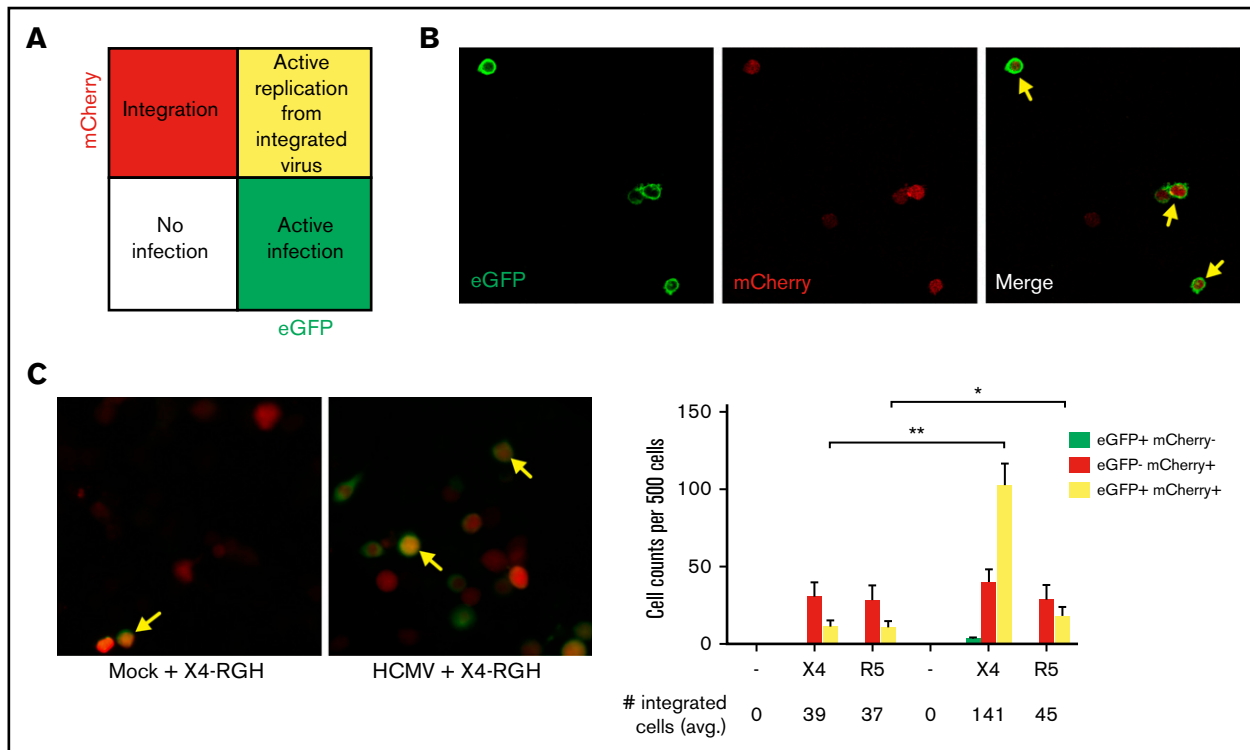 A
mCherry
Integration
Active
replication
from
integrated
virus
No
infection
Active
infection
eGFP
B
eGFP
mCherry
Merge
C
Mock + X4-RGH
HCMV + X4-RGH
Cell counts per 500 cells
150
100
50
0
*
**
eGFP+ mCherry-
eGFP- mCherry+
eGFP+ mCherry+
- X4 R5 - X4 R5
# integrated
cells (avg.)
0 39 37 0 141 45